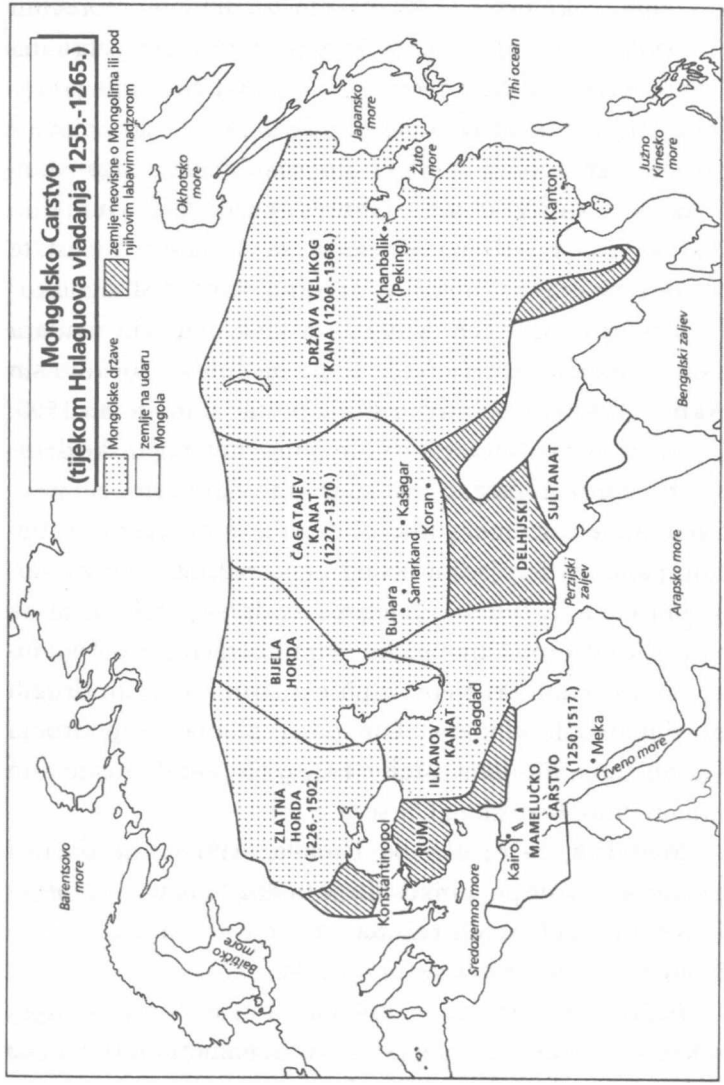 Mongolsko Carstvo
(tijekom Hulaguova vladanja 1255.-1265.)
Mongolske države
zemlje na udaru
Mongola
zemlje neovisne o Mongolima ili pod
njihovim labavim nadzorom
Barentsovo
more
Baltičko
more
Okhotsko
more
Japansko
more
Žuto
more
Tihi ocean
Južno
Kinesko
more
ZLATNA
HORDA
(1226.-1502.)
BIJELA
HORDA
ČAGATAJEV
KANAT
(1227.-1370.)
DRŽAVA VELIKOG
KANA (1206.-1368.)
Khanbalik
(Peking)
Kanton
Buhara
Samarkand
Kašagar
Koran
Konstantinopol
RUM
ILKANOV
KANAT
Bagdad
DELHIJSKI
SULTANAT
Sredozemno more
Kairo
MAMELUČKO
CARSTVO
(1250.1517.)
Meka
Crveno more
Perzijski
zaljev
Arapsko more
Bengalski zaljev